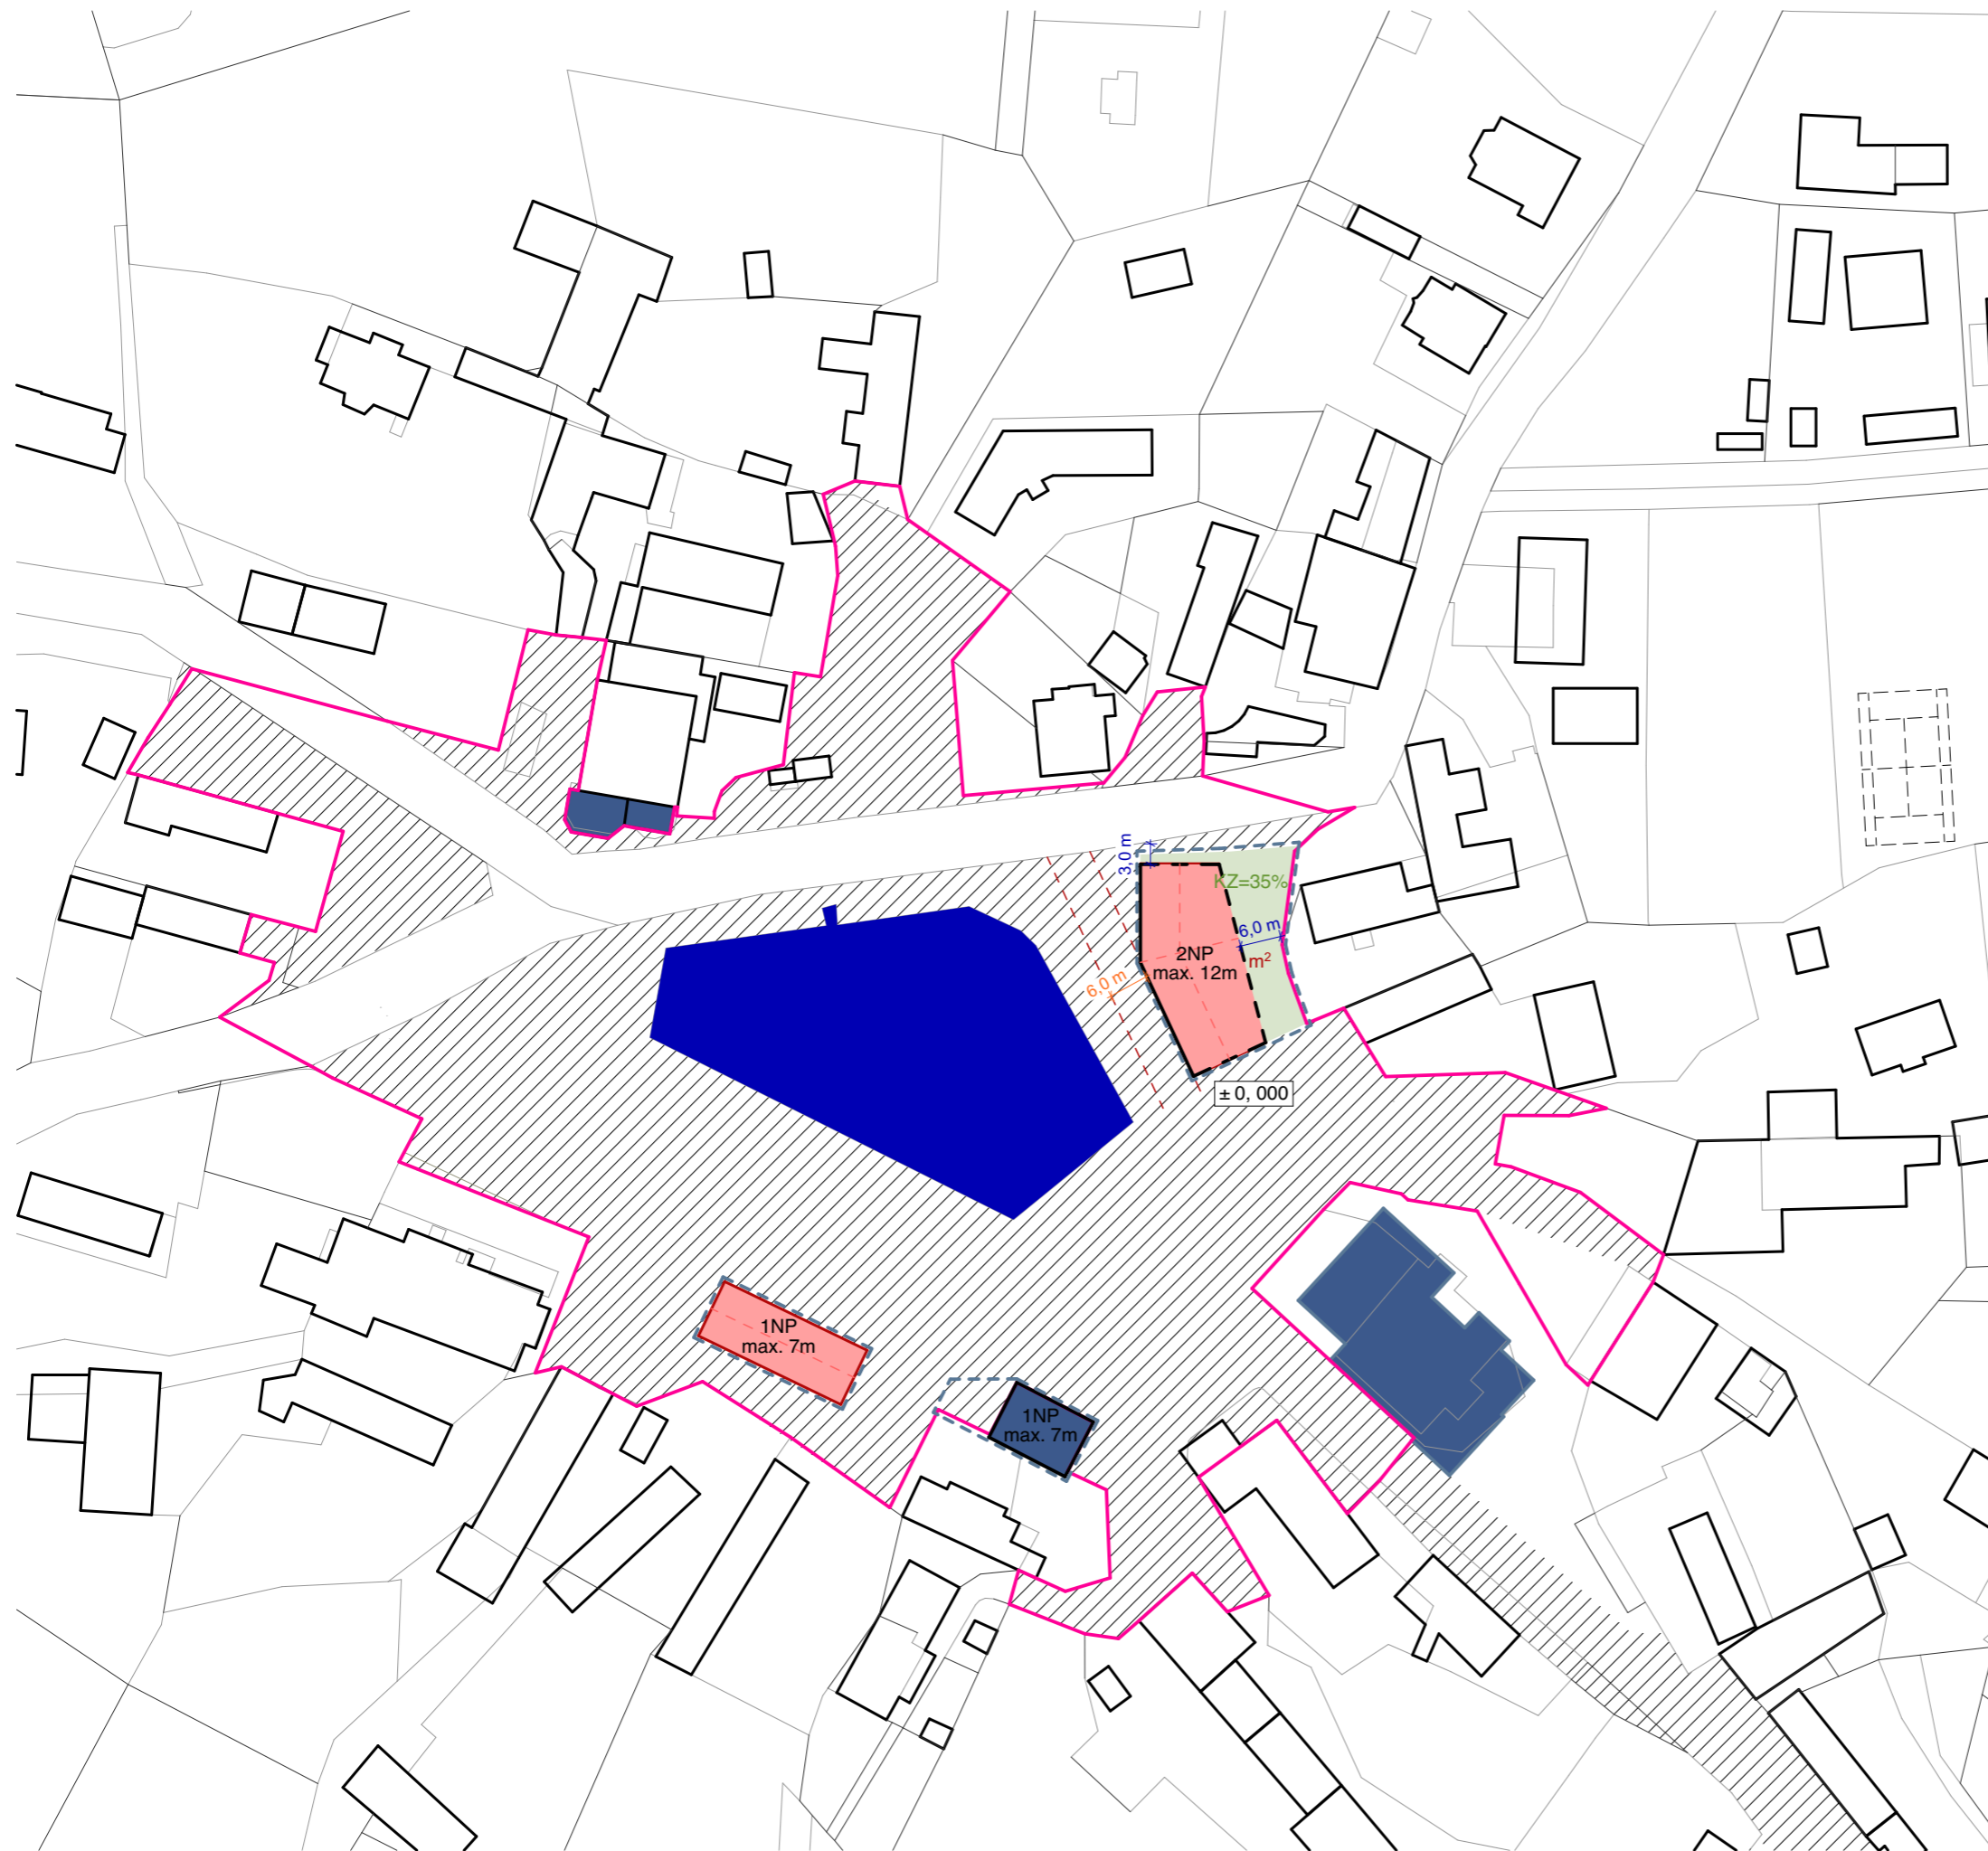 3,0 m
KZ=35%
6,0 m
2NP
max. 12m
m²
6,0 m
± 0, 000
1NP
max. 7m
1NP
max. 7m